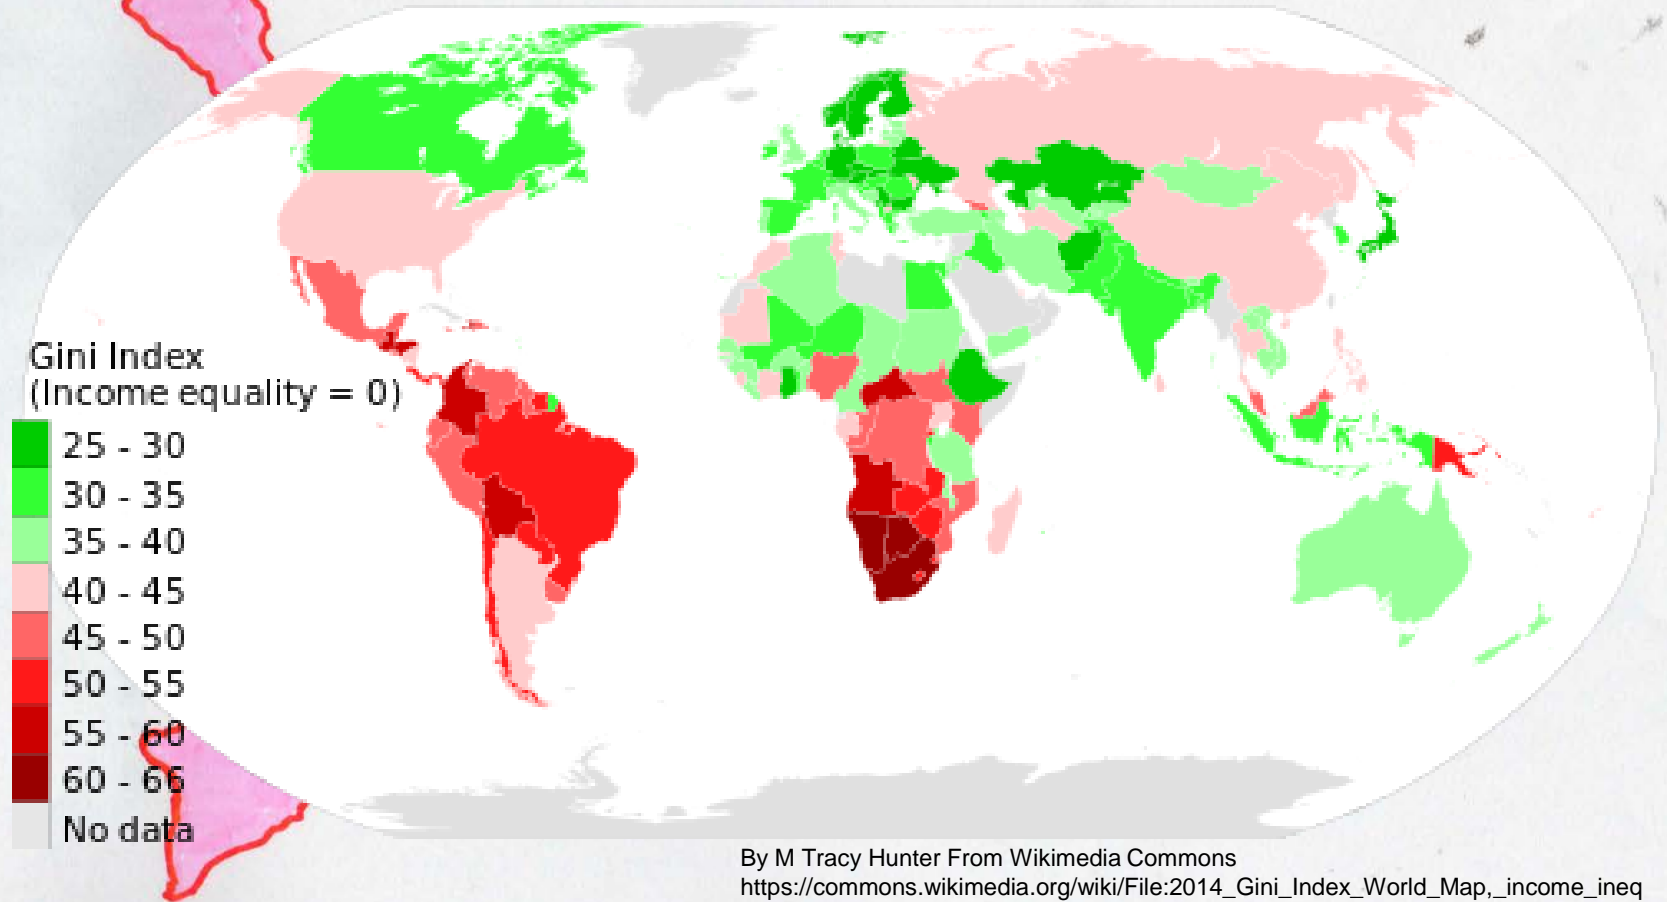 Gini Index
(Income equality = 0)
25 - 30
30 - 35
35 - 40
40 - 45
45 - 50
50 - 55
55 - 60
60 - 66
No data
By M Tracy Hunter From Wikimedia Commons
https://commons.wikimedia.org/wiki/File:2014_Gini_Index_World_Map,_income_ineq